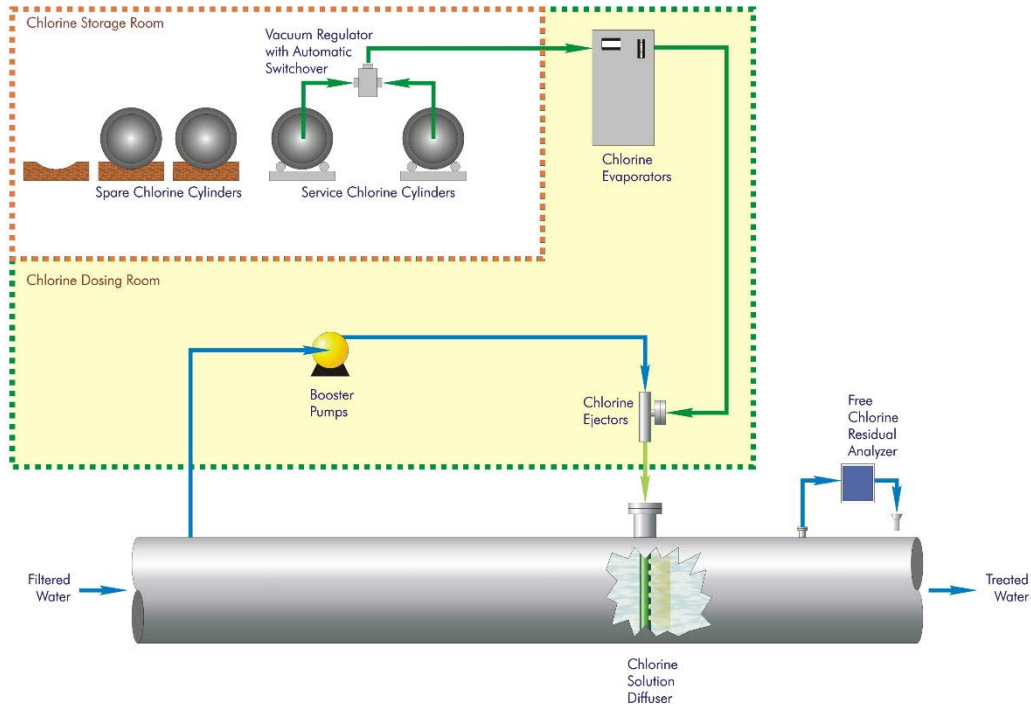 Chlorine Storage Room
Vacuum Regulator
with Automatic
Switchover
Spare Chlorine Cylinders
Service Chlorine Cylinders
Chlorine
Evaporators
Chlorine Dosing Room
Booster
Pumps
Chlorine
Ejectors
Free
Chlorine
Residual
Analyzer
Filtered
Water
Treated
Water
Chlorine
Solution
Diffuser